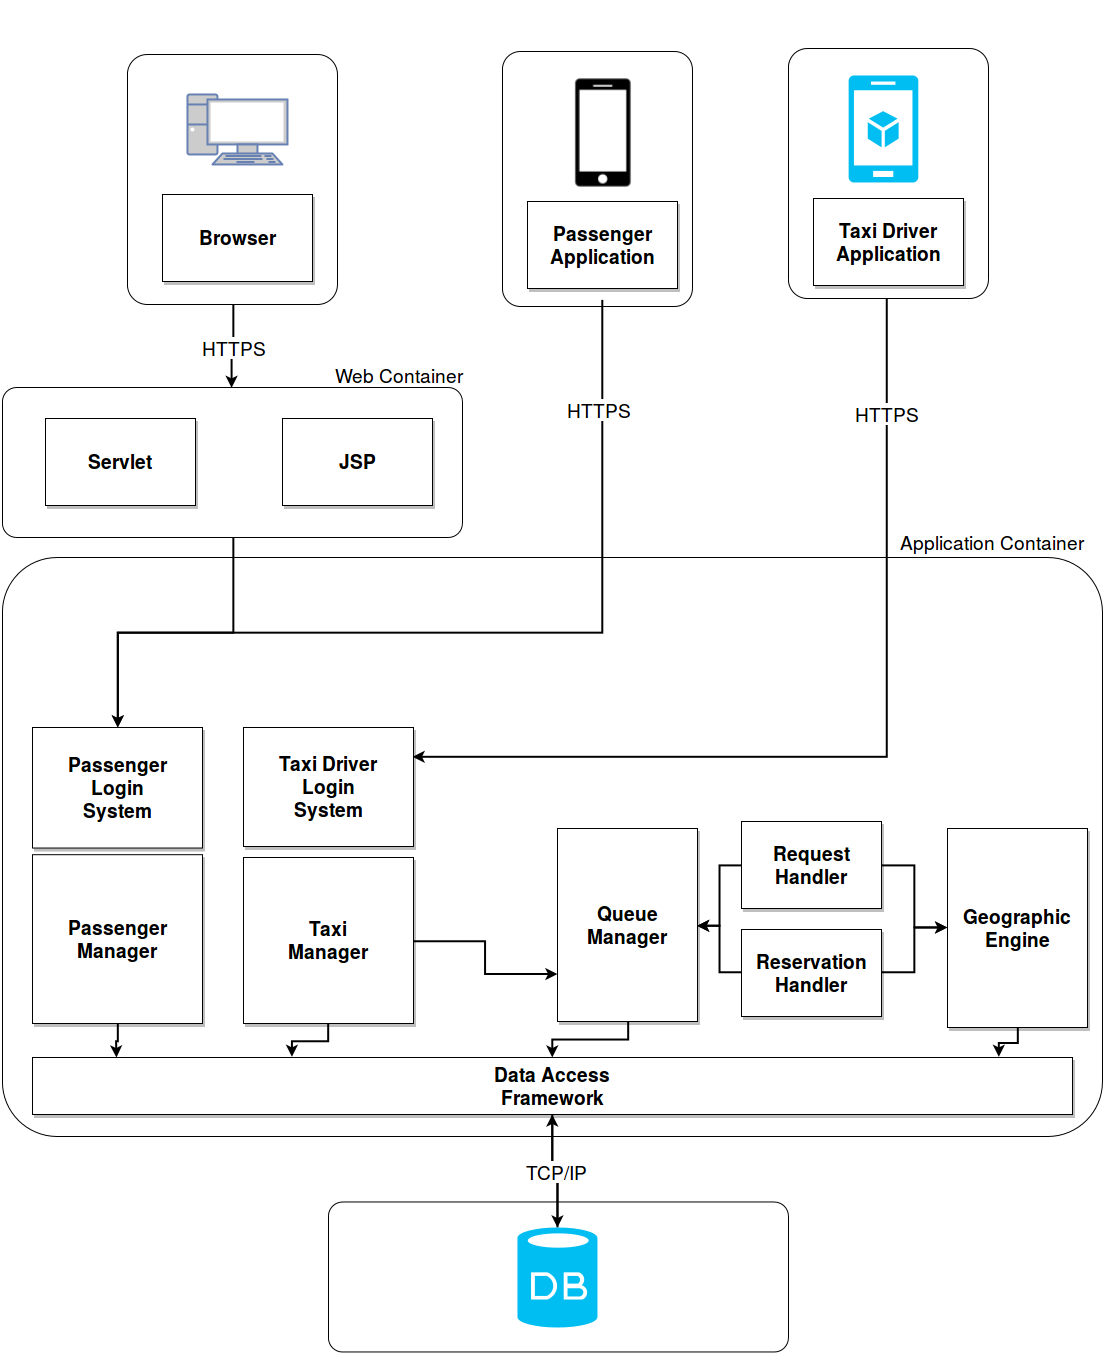 Browser
Passenger
Application
Taxi Driver
Application
HTTPS
Web Container
HTTPS
HTTPS
Servlet
JSP
Application Container
Passenger
Login
System
Taxi Driver
Login
System
Passenger
Manager
Taxi
Manager
Queue
Manager
Request
Handler
Reservation
Handler
Geographic
Engine
Data Access
Framework
TCP/IP
DB